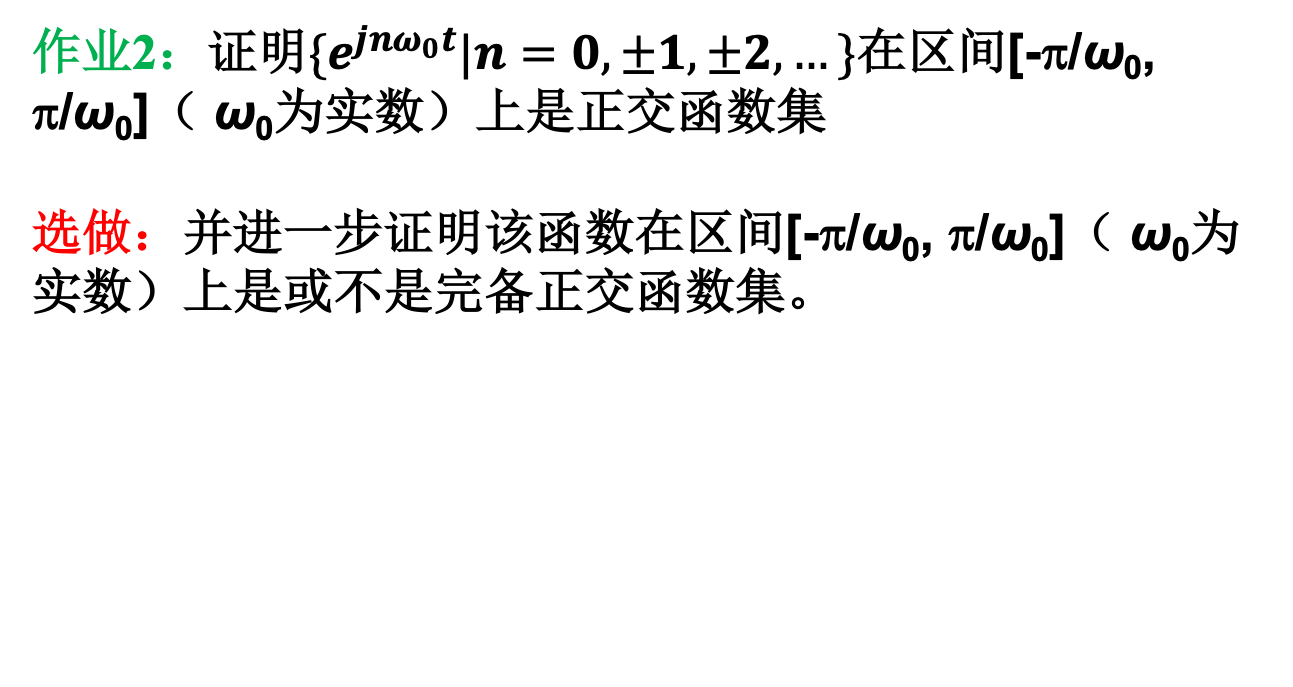 作业2：证明{e^{jnω₀t}|n = 0, ±1, ±2, … }在区间[-π/ω₀,
π/ω₀]（ ω₀为实数）上是正交函数集
选做：并进一步证明该函数在区间[-π/ω₀, π/ω₀]（ ω₀为
实数）上是或不是完备正交函数集。